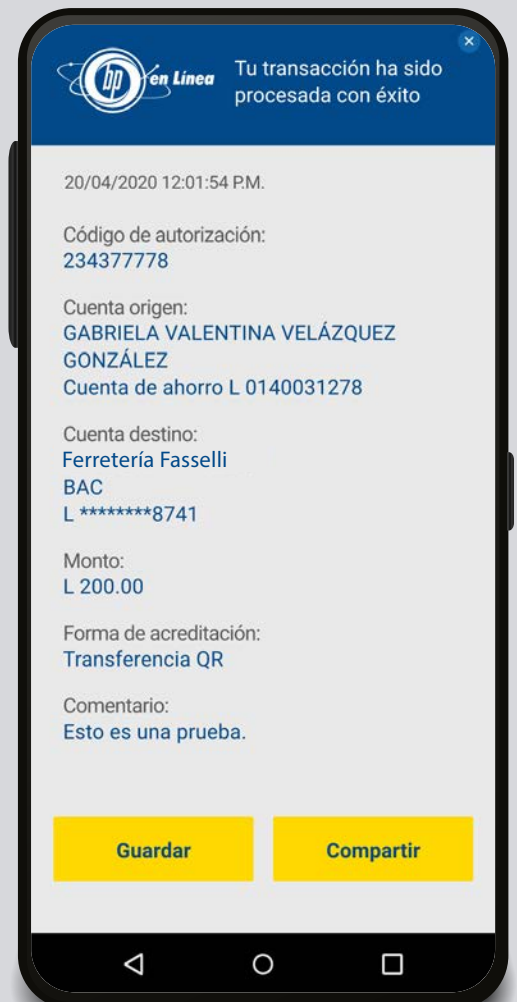 bp en Línea
Tu transacción ha sido
procesada con éxito
20/04/2020 12:01:54 P.M.
Código de autorización:
234377778
Cuenta origen:
GABRIELA VALENTINA VELÁZQUEZ
GONZÁLEZ
Cuenta de ahorro L 0140031278
Cuenta destino:
Ferretería Fasselli
BAC
L ********8741
Monto:
L 200.00
Forma de acreditación:
Transferencia QR
Comentario:
Esto es una prueba.
Guardar
Compartir